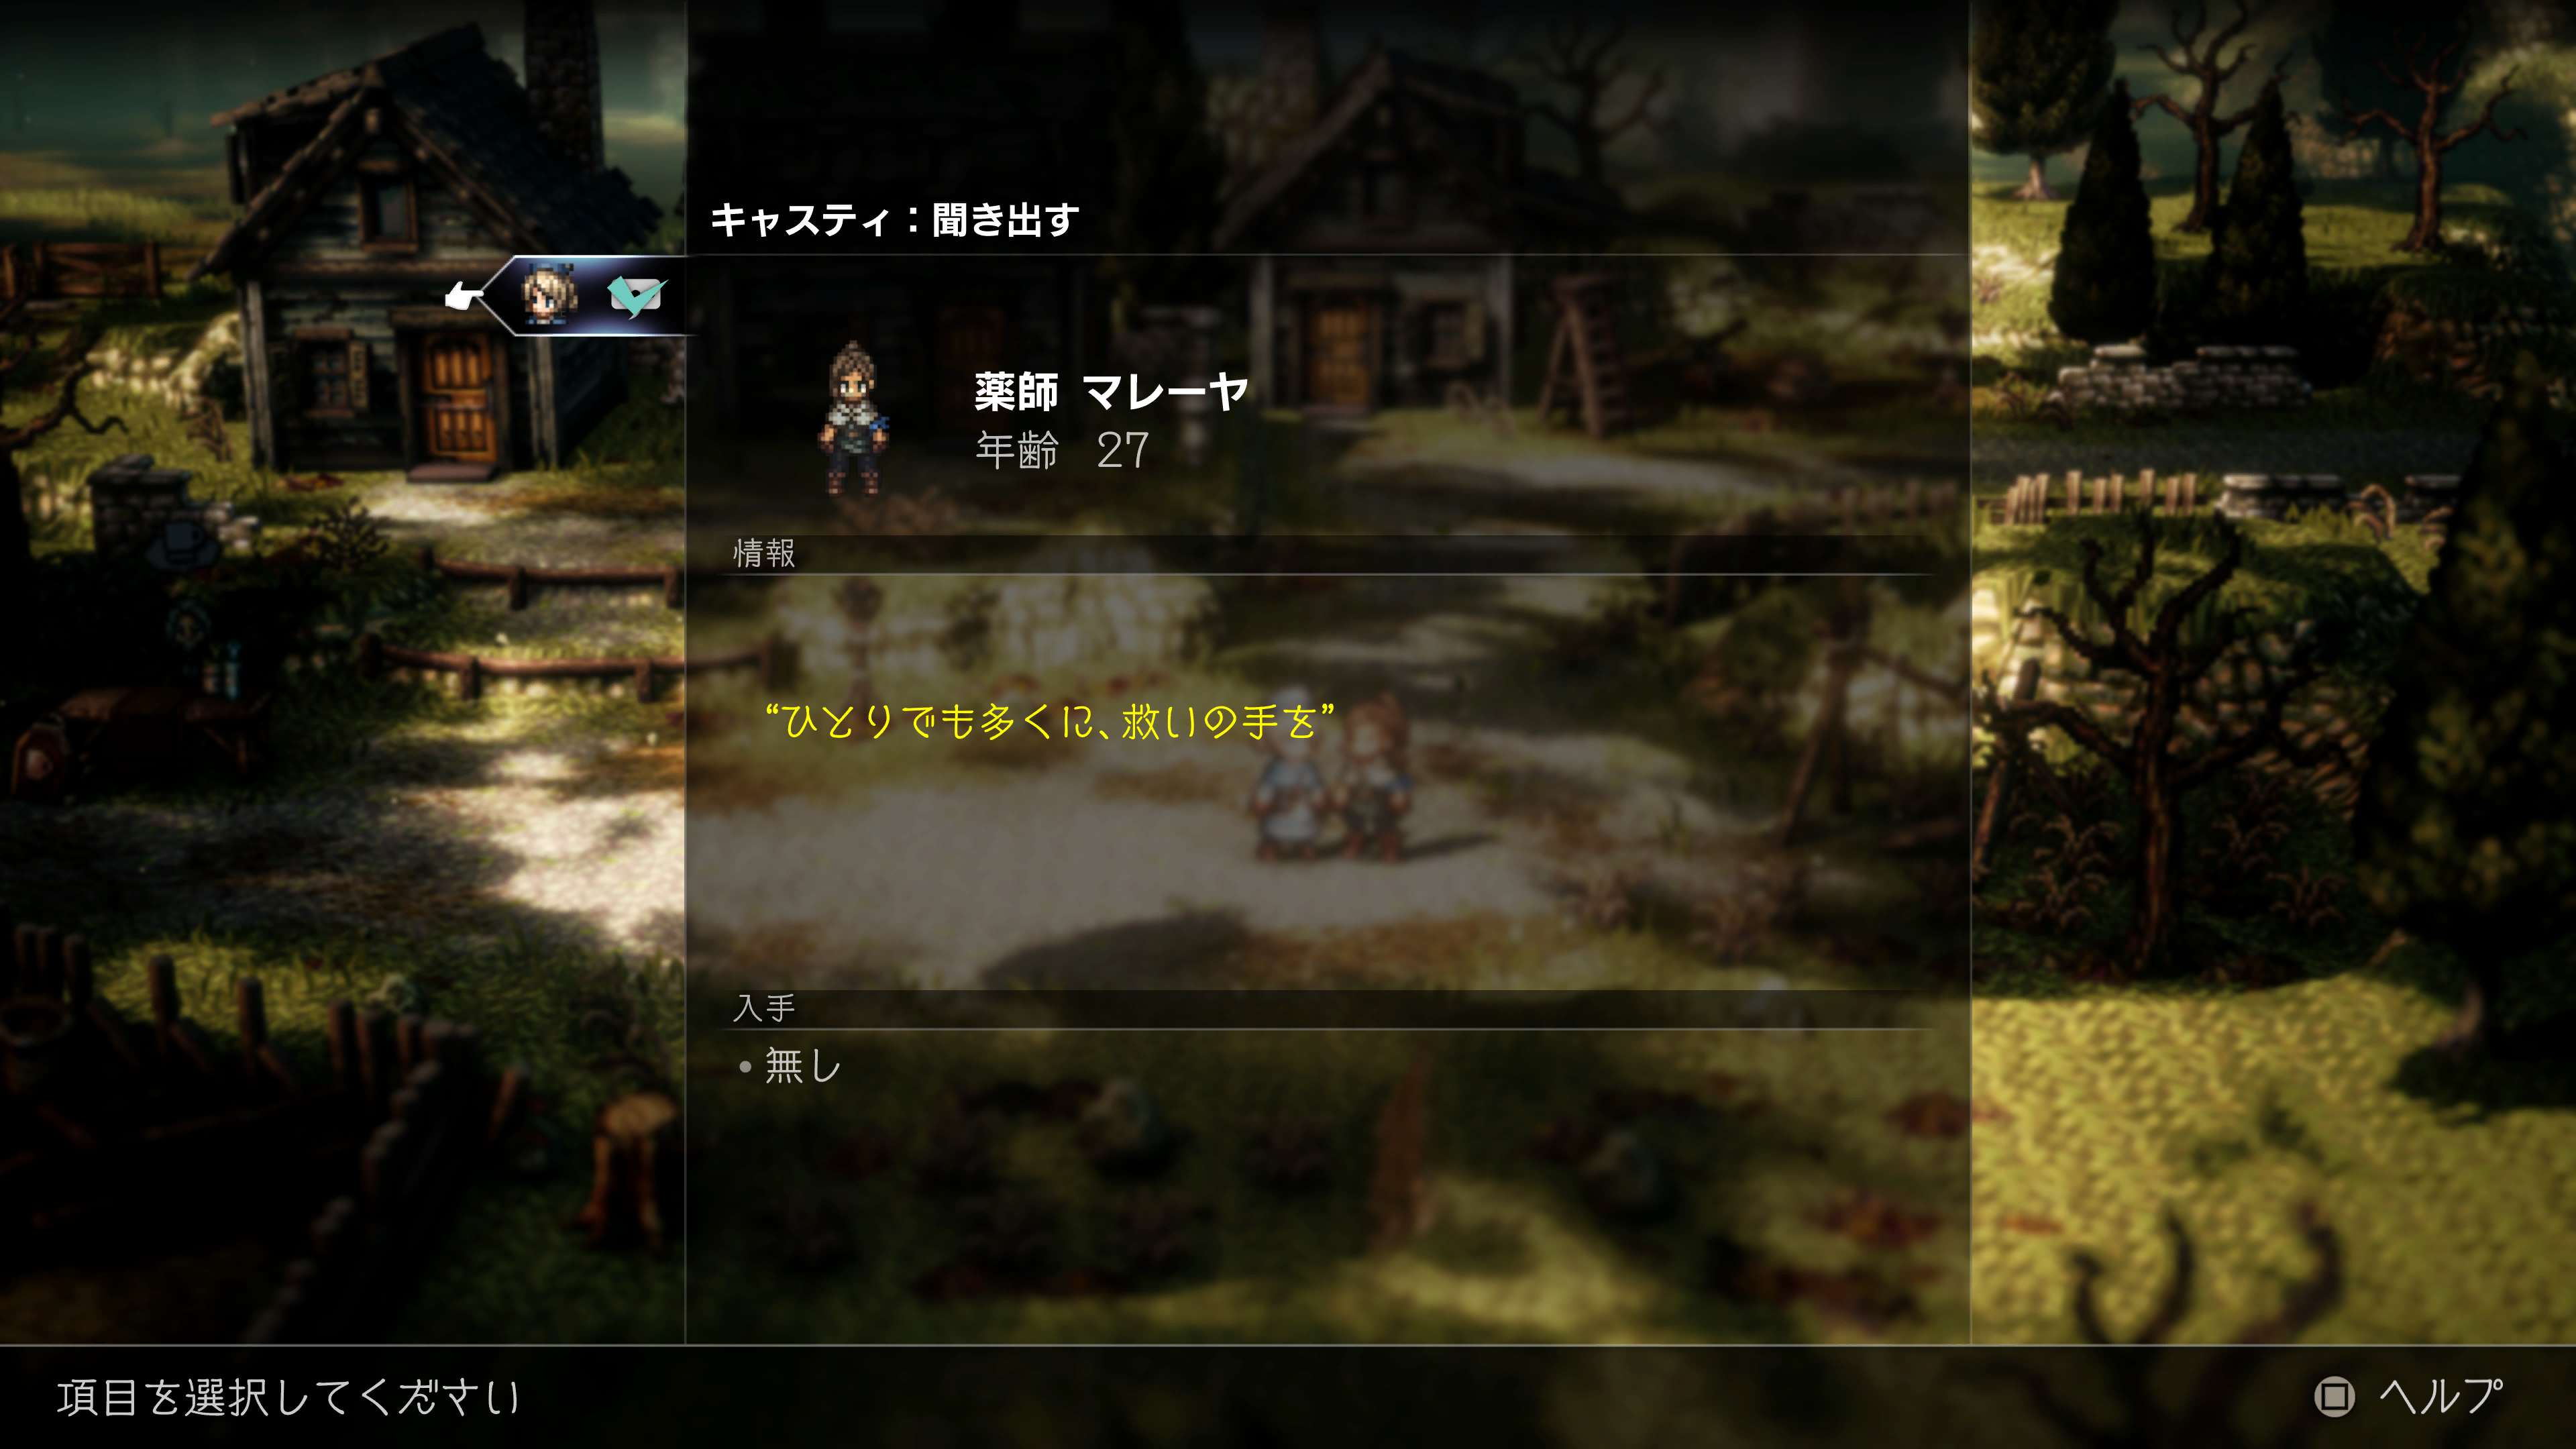 キャスティ：聞き出す
薬師 マレーヤ
年齢 27
情報
“ひとりでも多くに、救いの手を”
入手
• 無し
項目を選択してください
ヘルプ